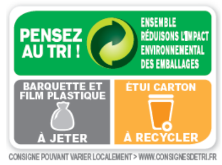 PENSEZ
AU TRI !
ENSEMBLE
RÉDUISONS L'IMPACT
ENVIRONNEMENTAL
DES EMBALLAGES
BARQUETTE ET
FILM PLASTIQUE
À JETER
ÉTUI CARTON
À RECYCLER
CONSIGNE POUVANT VARIER LOCALEMENT > WWW.CONSIGNESDETRI.FR